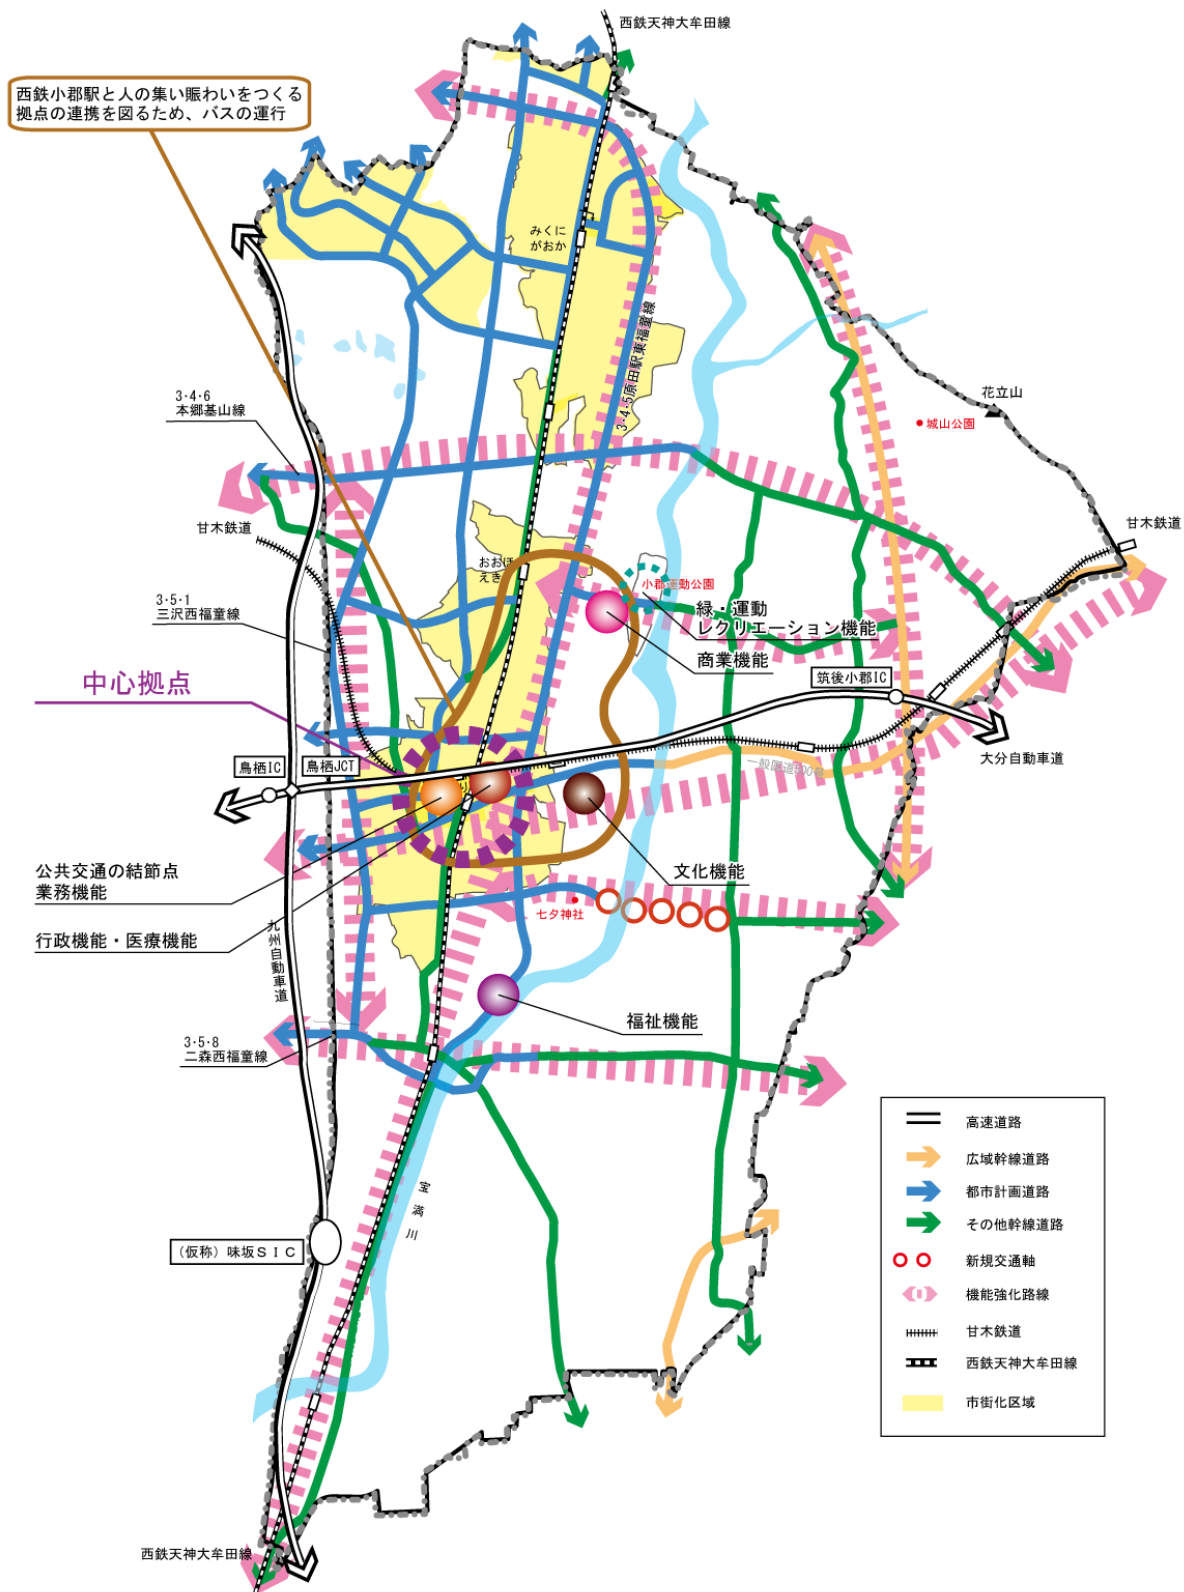 西鉄天神大牟田線
西鉄小郡駅と人の集い賑わいをつくる
拠点の連携を図るため、バスの運行
みくに
がおか
3・4・5原田駅東福童線
3・4・6
本郷基山線
花立山
城山公園
甘木鉄道
甘木鉄道
おおほ
えき
小郡運動公園
3・5・1
三沢西福童線
緑・運動
レクリエーション機能
商業機能
中心拠点
筑後小郡IC
大分自動車道
鳥栖IC
鳥栖JCT
一般国道500号
公共交通の結節点
業務機能
文化機能
七夕神社
行政機能・医療機能
九州自動車道
福祉機能
3・5・8
二森西福童線
宝満川
（仮称）味坂ＳＩＣ
西鉄天神大牟田線
高速道路
広域幹線道路
都市計画道路
その他幹線道路
新規交通軸
機能強化路線
甘木鉄道
西鉄天神大牟田線
市街化区域